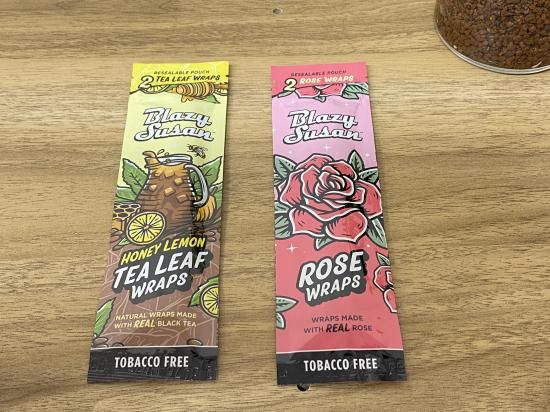 RESEALABLE POUCH
2 TEA LEAF WRAPS
Blazy
Susan
HONEY LEMON
TEA LEAF
WRAPS
NATURAL WRAPS MADE
WITH REAL BLACK TEA
TOBACCO FREE
RESEALABLE POUCH
2 ROSE WRAPS
Blazy
Susan
ROSE
WRAPS
WRAPS MADE
WITH REAL ROSE
TOBACCO FREE